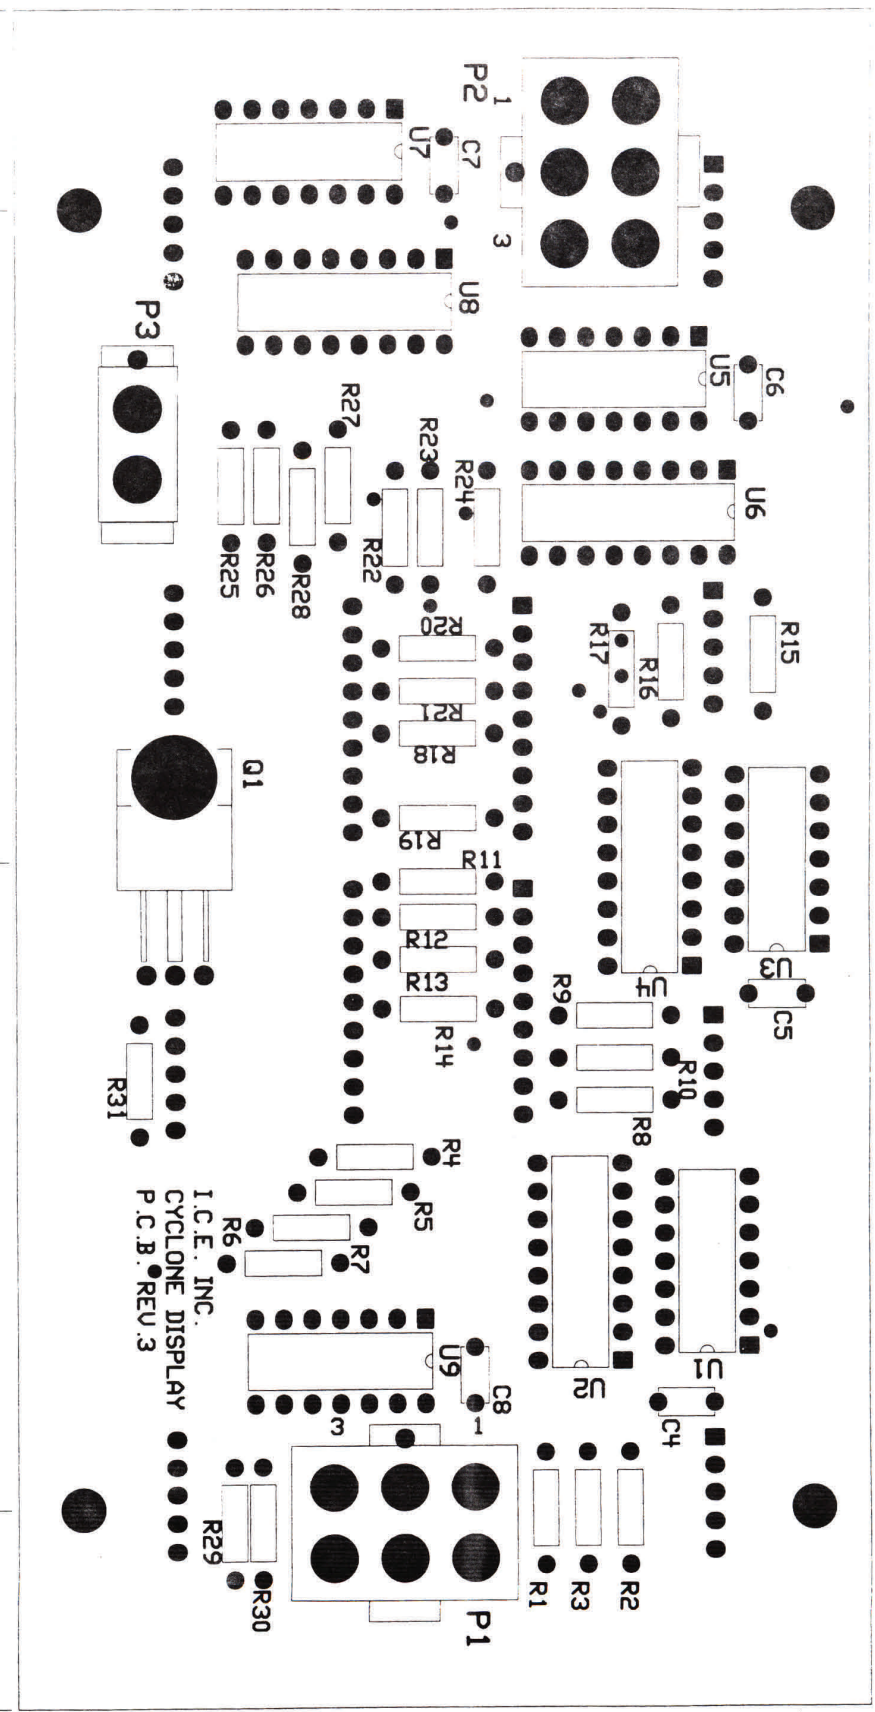 P2
1
3
U7
C7
U8
P3
U5
C6
U6
R27
R23
R24
R25
R26
R28
R22
R20
R21
R18
R19
R17
R16
R15
Q1
R11
R12
R13
R14
U4
U3
C5
R9
R10
R8
R31
R4
R5
R6
R7
I.C.E. INC.
CYCLONE DISPLAY
P.C.B. REV.3
U9
C8
U2
U1
C4
3
1
R29
R30
P1
R1
R3
R2